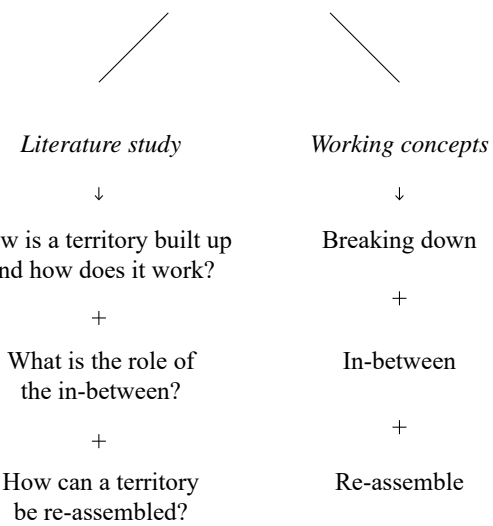 Literature study
Working concepts
↓
↓
is a territory built up
how does it work?
Breaking down
+
+
What is the role of
the in-between?
In-between
+
+
How can a territory
be re-assembled?
Re-assemble